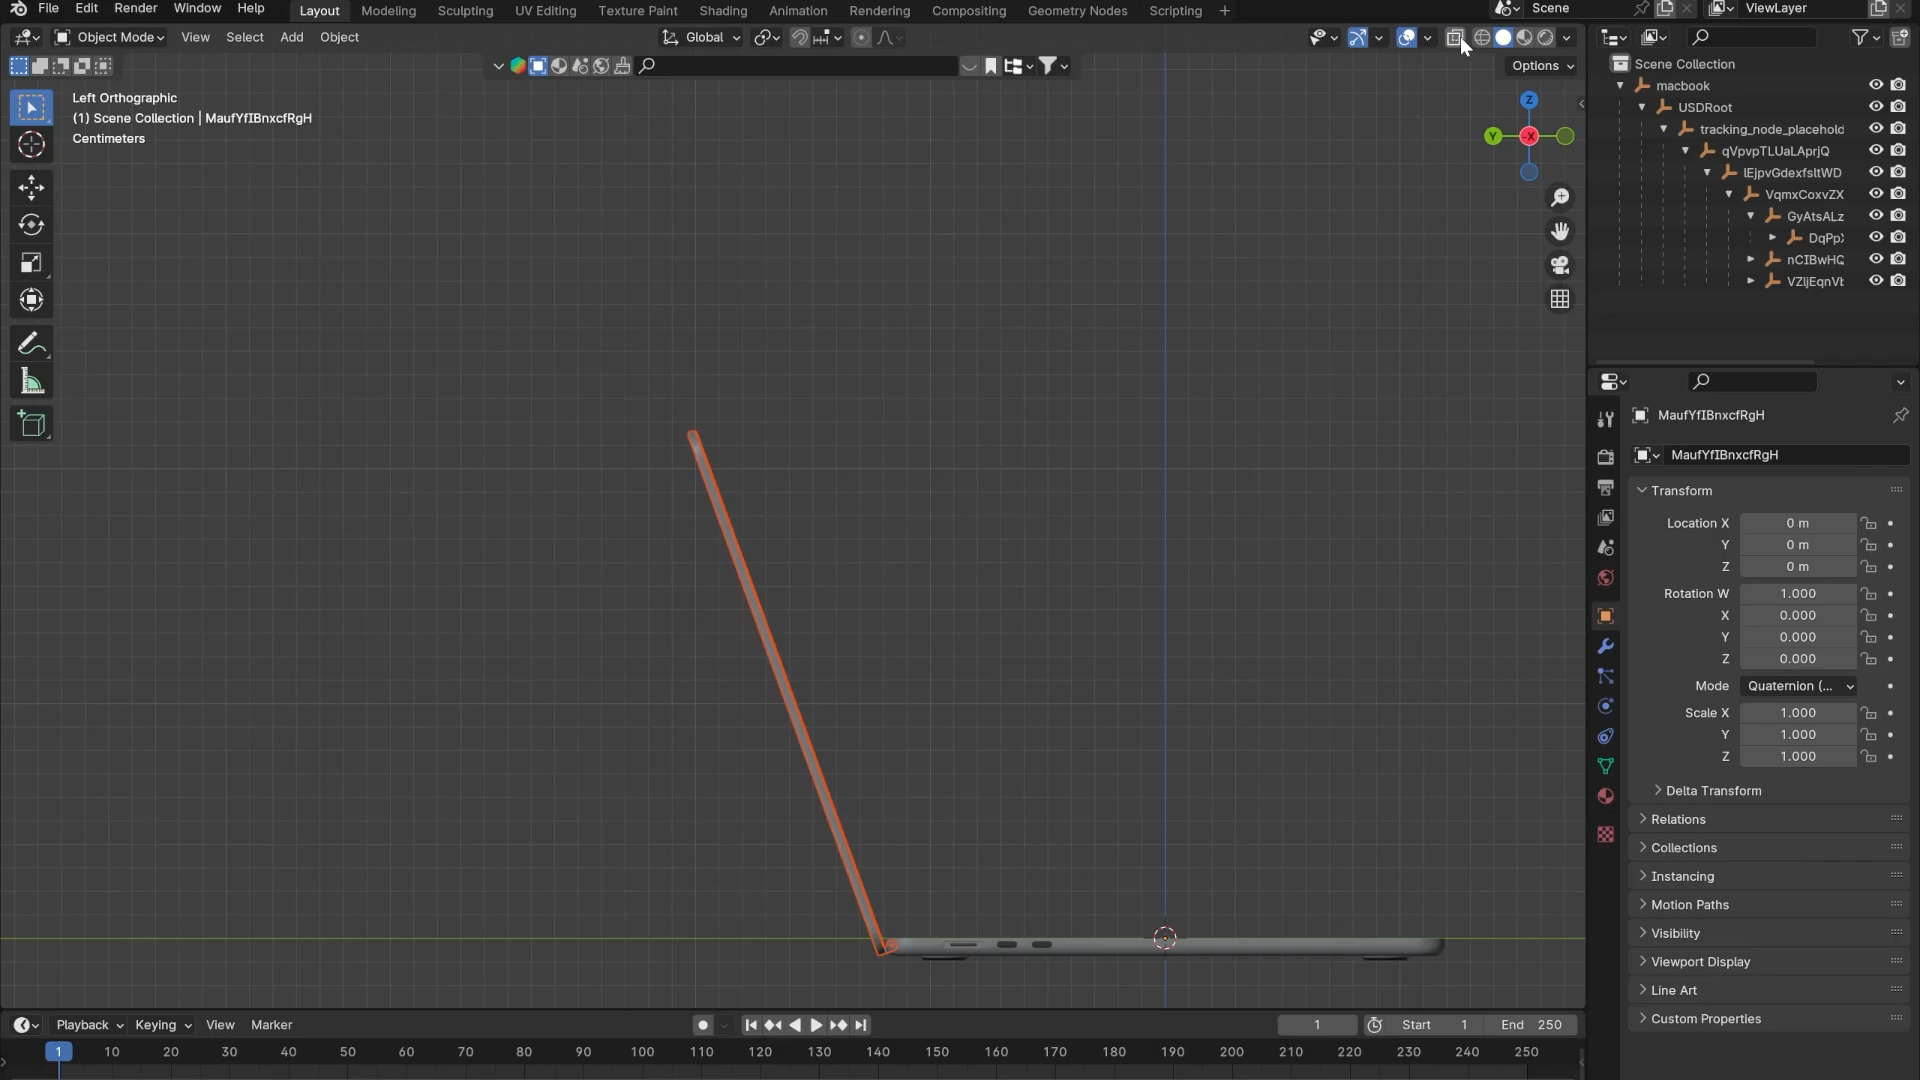 File Edit Render Window Help Layout Modeling Sculpting UV Editing Texture Paint Shading Animation Rendering Compositing Geometry Nodes Scripting + Scene ViewLayer
Object Mode View Select Add Object Global
Options
Left Orthographic
(1) Scene Collection | MaufYfIBnxcfRgH
Centimeters
Z
Y
-X
Scene Collection
macbook
USDRoot
tracking_node_placehold
qVpvpTLUaLAprjQ
lEjpvGdexfsltWD
VqmxCoxvZX
GyAtsALz
DqPpX
nCIBwHQ
VZljEqnVt
MaufYfIBnxcfRgH
MaufYfIBnxcfRgH
Transform
Location X 0 m
Y 0 m
Z 0 m
Rotation W 1.000
X 0.000
Y 0.000
Z 0.000
Mode Quaternion (...
Scale X 1.000
Y 1.000
Z 1.000
Delta Transform
Relations
Collections
Instancing
Motion Paths
Visibility
Viewport Display
Line Art
Custom Properties
Playback Keying View Marker 1 Start 1 End 250
1 10 20 30 40 50 60 70 80 90 100 110 120 130 140 150 160 170 180 190 200 210 220 230 240 250